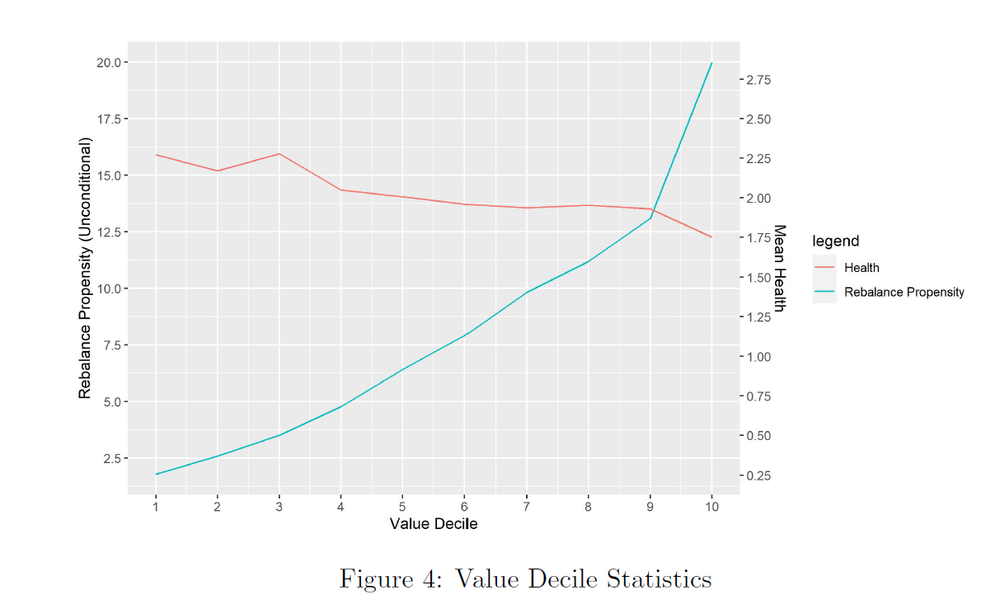 20.0
17.5
15.0
12.5
10.0
7.5
5.0
2.5
Rebalance Propensity (Unconditional)
2.75
2.50
2.25
2.00
1.75
1.50
1.25
1.00
0.75
0.50
0.25
Mean Health
legend
Health
Rebalance Propensity
1 2 3 4 5 6 7 8 9 10
Value Decile
Figure 4: Value Decile Statistics